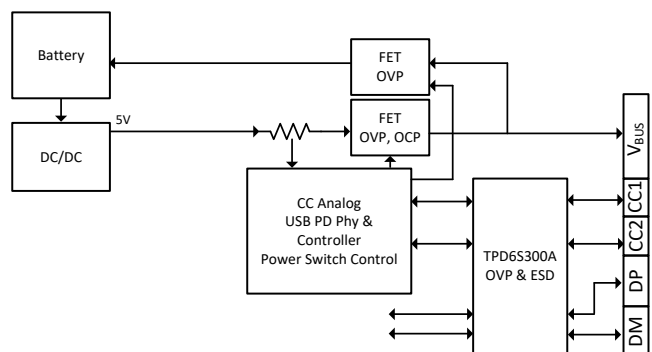 Battery
FET
OVP
5V
FET
OVP, OCP
DC/DC
CC Analog
USB PD Phy &
Controller
Power Switch Control
TPD6S300A
OVP & ESD
VBUS
CC1
CC2
DP
DM